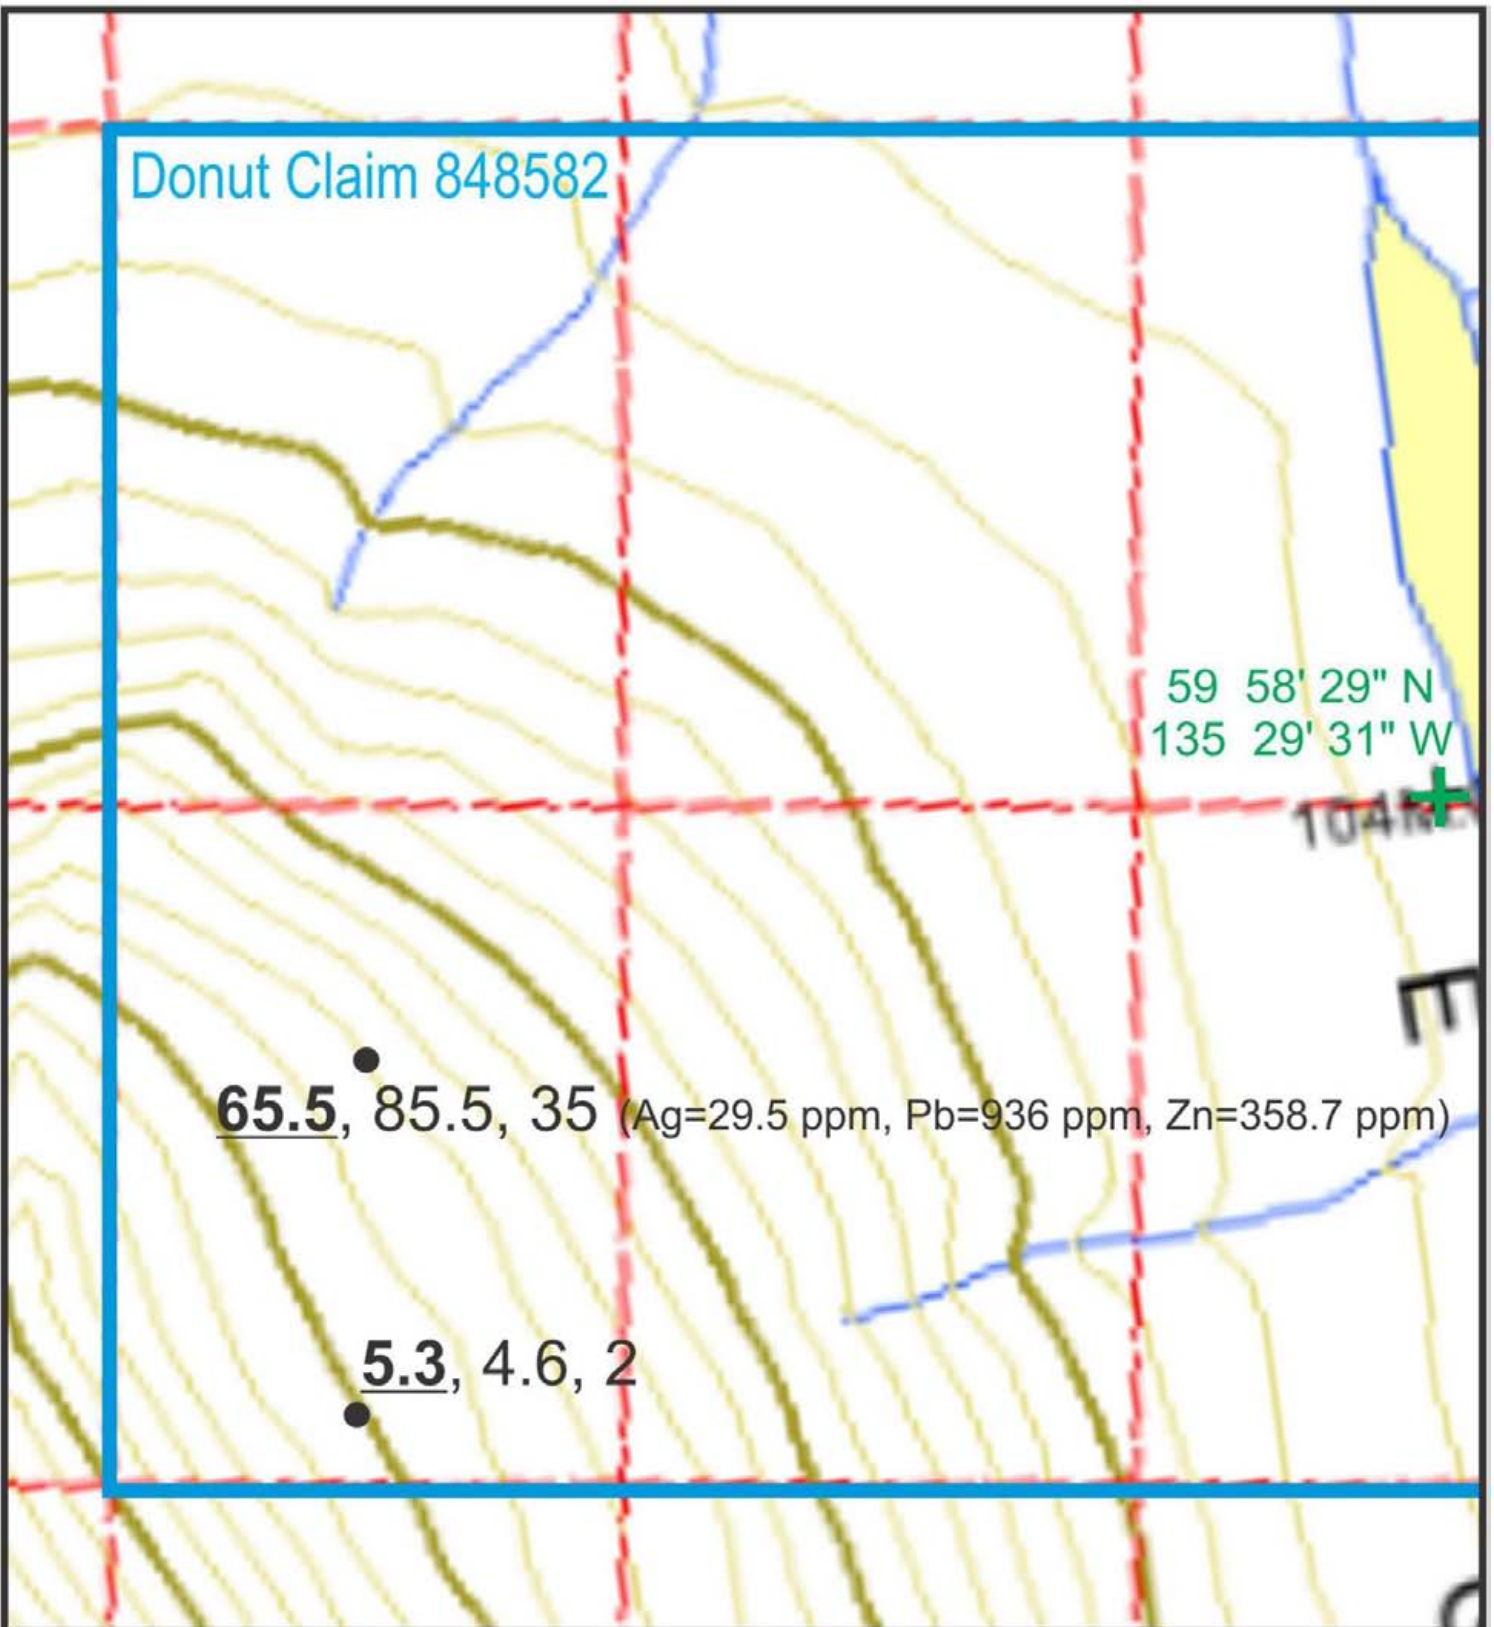 Donut Claim 848582
59 58' 29" N
135 29' 31" W
104M
E
65.5, 85.5, 35 (Ag=29.5 ppm, Pb=936 ppm, Zn=358.7 ppm)
5.3, 4.6, 2